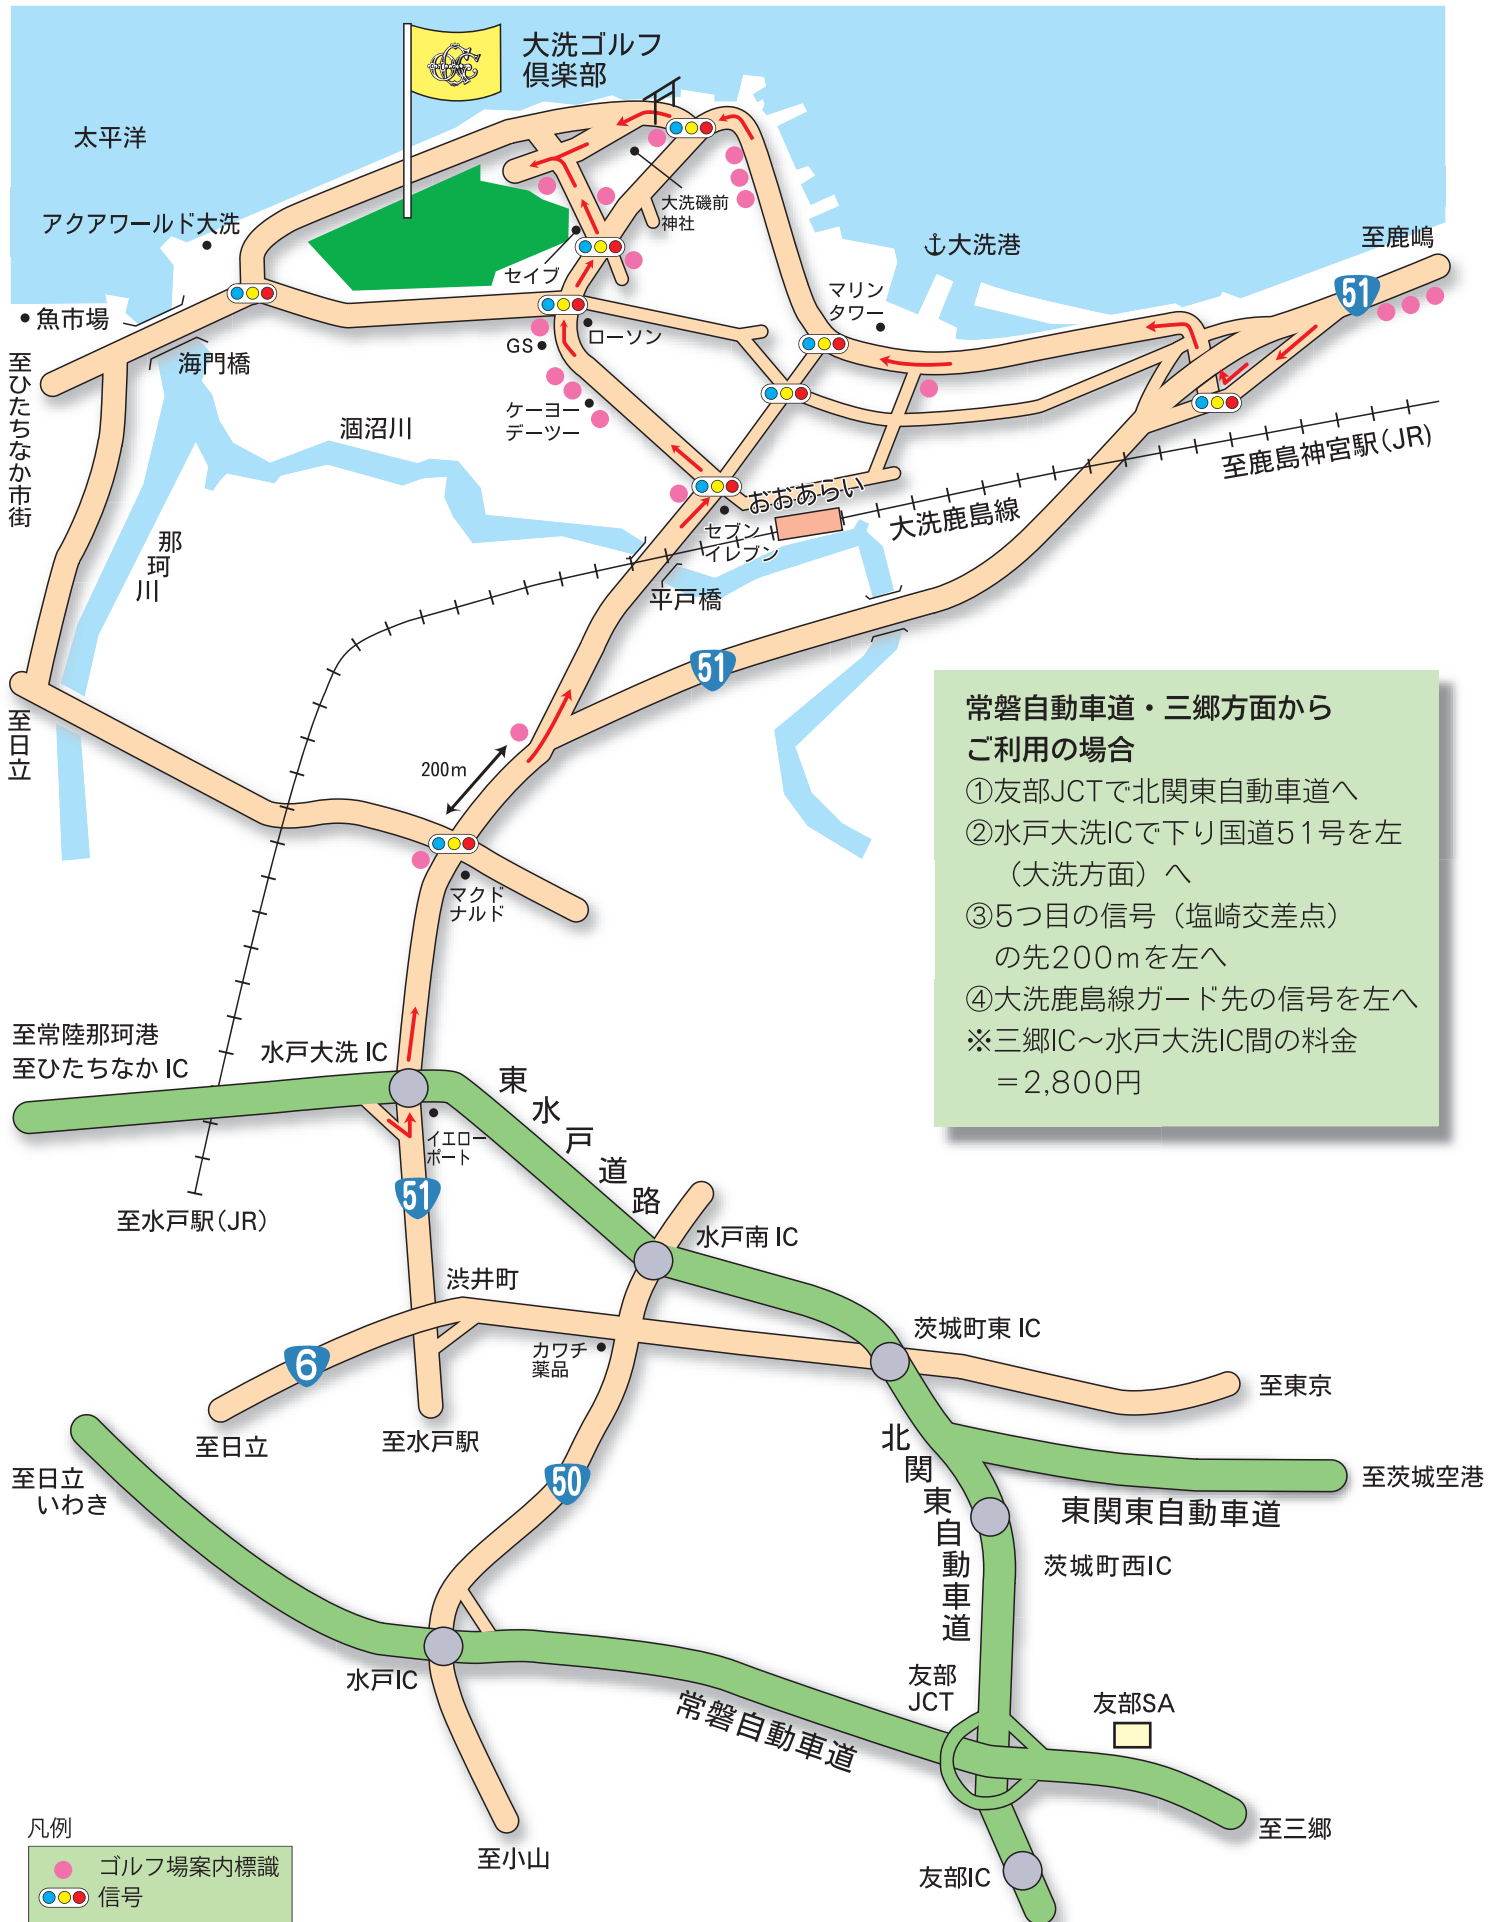 大洗ゴルフ
倶楽部
太平洋
アクアワールド大洗
大洗磯前
神社
大洗港
至鹿嶋
51
セイブ
マリン
タワー
魚市場
海門橋
GS
ローソン
至ひたちなか市街
涸沼川
ケーヨー
デーツー
至鹿島神宮駅(JR)
おおあらい
大洗鹿島線
セブン
イレブン
那珂川
平戸橋
51
至日立
200m
マクド
ナルド
常磐自動車道・三郷方面から
ご利用の場合
①友部JCTで北関東自動車道へ
②水戸大洗ICで下り国道51号を左
（大洗方面）へ
③5つ目の信号（塩崎交差点）
の先200mを左へ
④大洗鹿島線ガード先の信号を左へ
※三郷IC～水戸大洗IC間の料金
＝2,800円
至常陸那珂港
至ひたちなか IC
水戸大洗 IC
東水戸道路
イエロー
ポート
51
至水戸駅(JR)
水戸南 IC
渋井町
茨城町東 IC
カワチ
薬品
6
至東京
至日立
至水戸駅
北関東自動車道
至日立
いわき
50
至茨城空港
東関東自動車道
茨城町西IC
水戸IC
友部
JCT
友部SA
常磐自動車道
至三郷
至小山
友部IC
凡例
ゴルフ場案内標識
信号